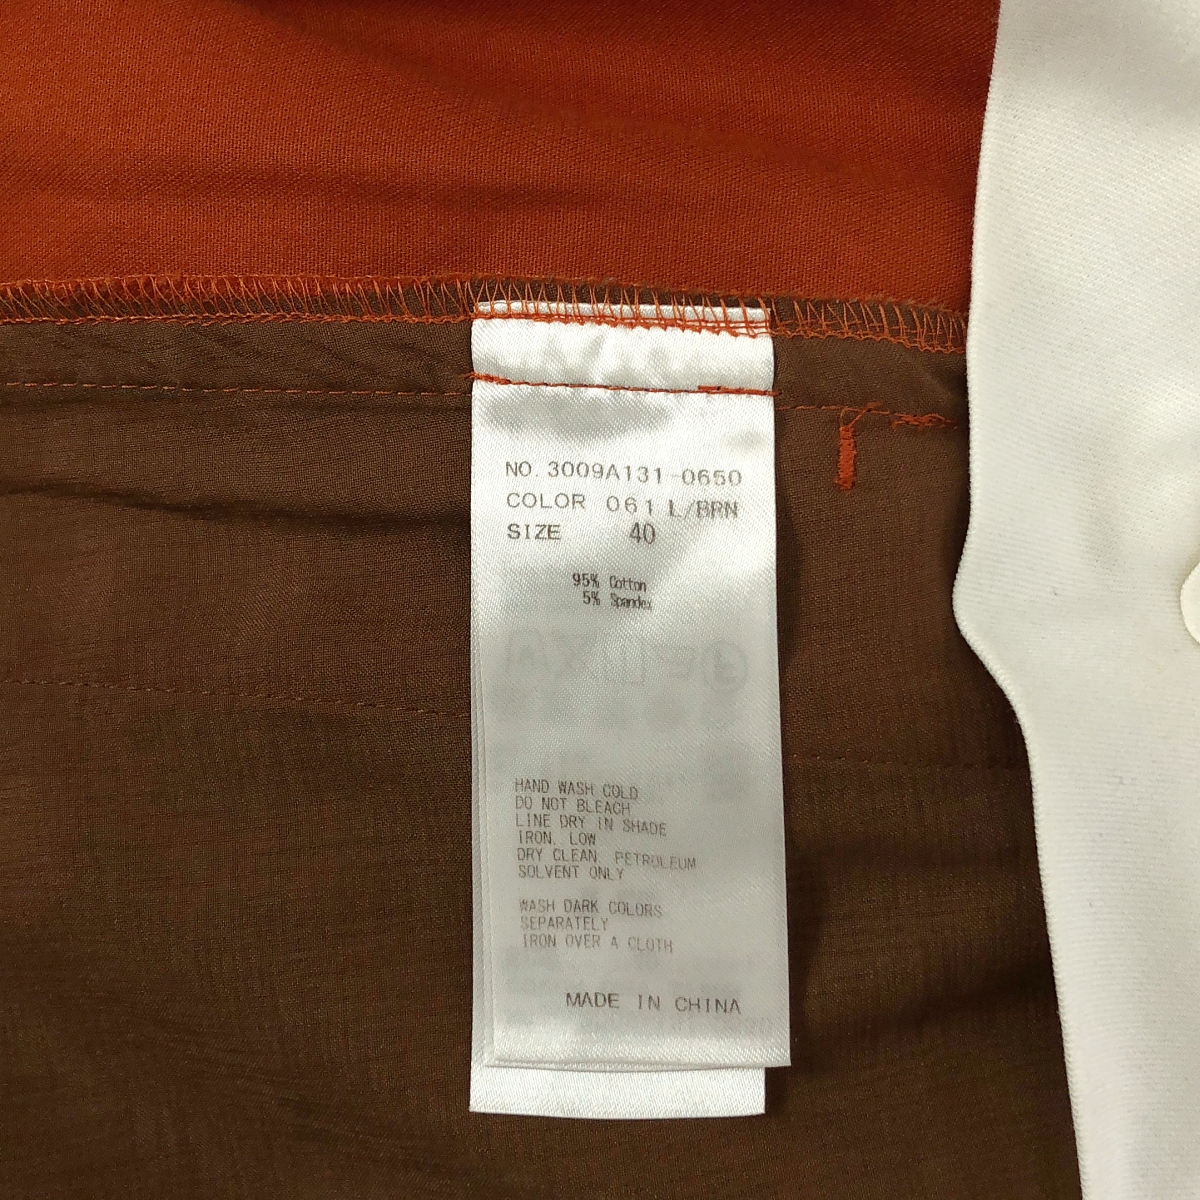 NO. 3009A131-0650
COLOR 061 L/BRN
SIZE 40
95% Cotton
5% Spandex
HAND WASH COLD
DO NOT BLEACH
LINE DRY IN SHADE
IRON, LOW
DRY CLEAN, PETROLEUM
SOLVENT ONLY
WASH DARK COLORS
SEPARATELY
IRON OVER A CLOTH
MADE IN CHINA